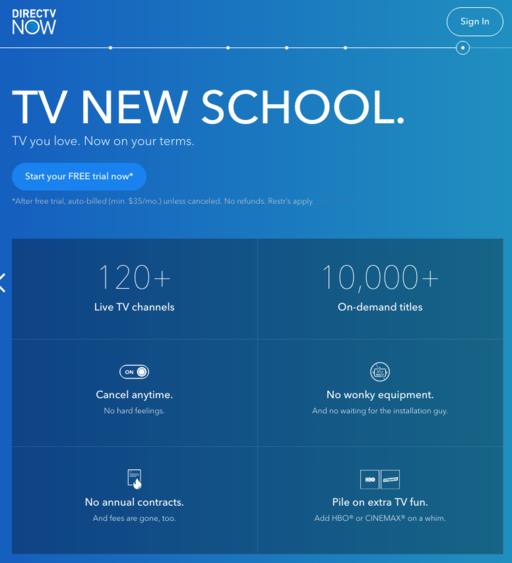 DIRECTV
NOW
Sign In
TV NEW SCHOOL.
TV you love. Now on your terms.
Start your FREE trial now*
*After free trial, auto-billed (min. $35/mo.) unless canceled. No refunds. Restr's apply.
120+
Live TV channels
10,000+
On-demand titles
ON
Cancel anytime.
No hard feelings.
No wonky equipment.
And no waiting for the installation guy.
No annual contracts.
And fees are gone, too.
HBO
Pile on extra TV fun.
Add HBO® or CINEMAX® on a whim.